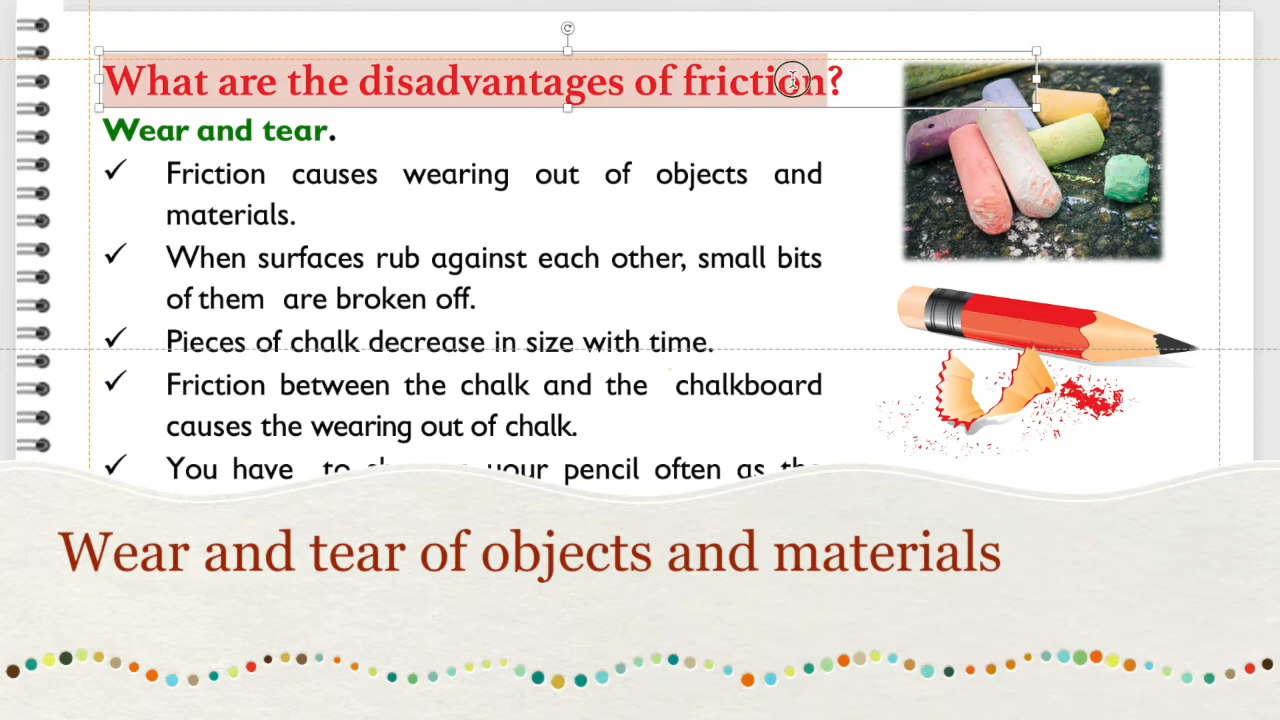 What are the disadvantages of friction?
Wear and tear.
✓ Friction causes wearing out of objects and
materials.
✓ When surfaces rub against each other, small bits
of them are broken off.
✓ Pieces of chalk decrease in size with time.
✓ Friction between the chalk and the chalkboard
causes the wearing out of chalk.
✓ You have to your pencil often as
Wear and tear of objects and materials